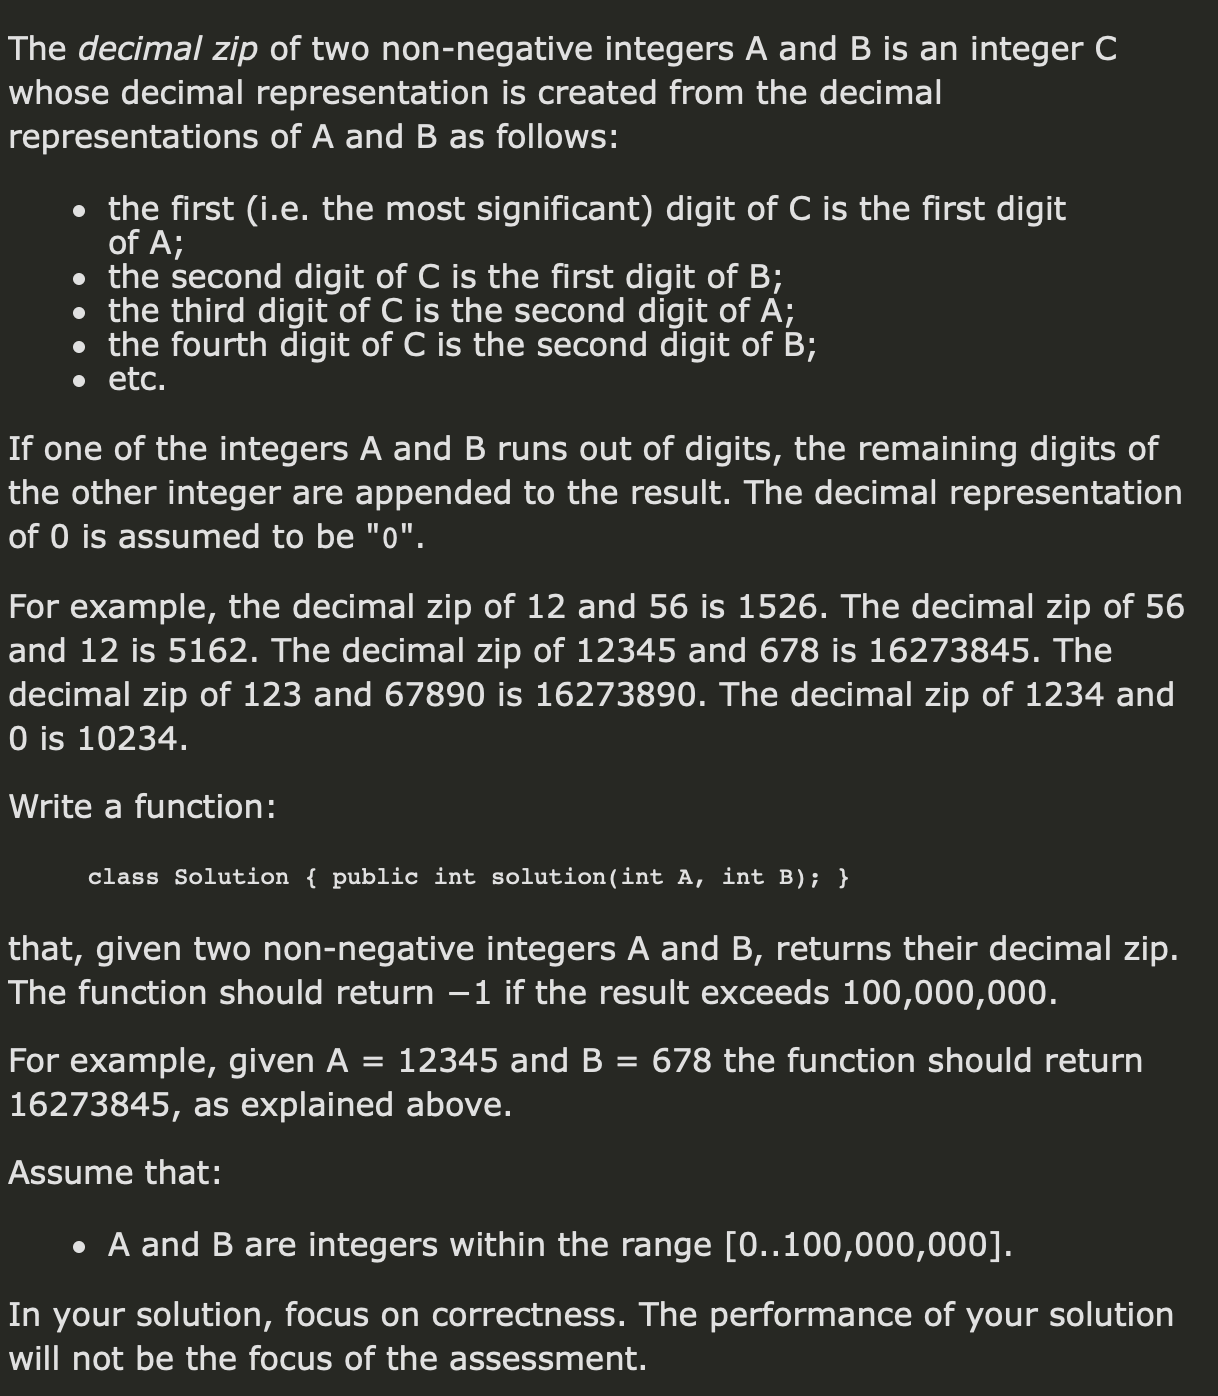 The decimal zip of two non-negative integers A and B is an integer C
whose decimal representation is created from the decimal
representations of A and B as follows:
• the first (i.e. the most significant) digit of C is the first digit
of A;
• the second digit of C is the first digit of B;
• the third digit of C is the second digit of A;
• the fourth digit of C is the second digit of B;
• etc.
If one of the integers A and B runs out of digits, the remaining digits of
the other integer are appended to the result. The decimal representation
of 0 is assumed to be "0".
For example, the decimal zip of 12 and 56 is 1526. The decimal zip of 56
and 12 is 5162. The decimal zip of 12345 and 678 is 16273845. The
decimal zip of 123 and 67890 is 16273890. The decimal zip of 1234 and
0 is 10234.
Write a function:
class Solution { public int solution(int A, int B); }
that, given two non-negative integers A and B, returns their decimal zip.
The function should return −1 if the result exceeds 100,000,000.
For example, given A = 12345 and B = 678 the function should return
16273845, as explained above.
Assume that:
• A and B are integers within the range [0..100,000,000].
In your solution, focus on correctness. The performance of your solution
will not be the focus of the assessment.